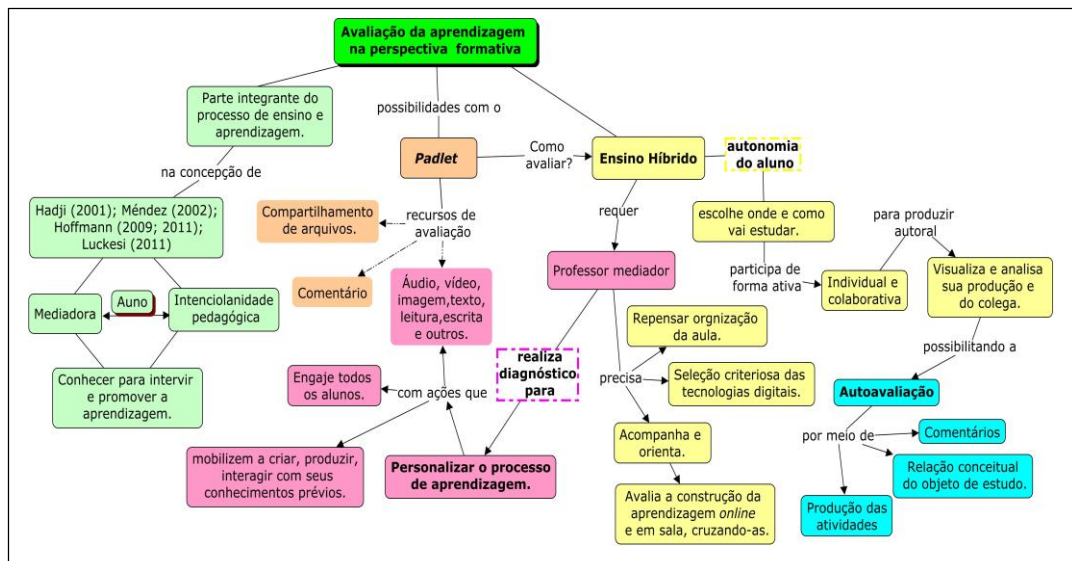 Avaliação da aprendizagem
na perspectiva formativa
Parte integrante do
processo de ensino e
aprendizagem.
na concepção de
Hadji (2001); Méndez (2002);
Hoffmann (2009; 2011);
Luckesi (2011)
Mediadora
Auno
Intenciolanidade
pedagógica
Conhecer para intervir
e promover a
aprendizagem.
possibilidades com o
Padlet
Como
avaliar?
recursos de
avaliação
Compartilhamento
de arquivos.
Comentário
Áudio, vídeo,
imagem,texto,
leitura,escrita
e outros.
com ações que
Engaje todos
os alunos.
mobilizem a criar, produzir,
interagir com seus
conhecimentos prévios.
Personalizar o processo
de aprendizagem.
Ensino Híbrido
requer
Professor mediador
realiza
diagnóstico
para
precisa
Repensar orgnização
da aula.
Seleção criteriosa das
tecnologias digitais.
Acompanha e
orienta.
Avalia a construção da
aprendizagem online
e em sala, cruzando-as.
autonomia
do aluno
escolhe onde e como
vai estudar.
participa de
forma ativa
Individual e
colaborativa
para produzir
autoral
Visualiza e analisa
sua produção e
do colega.
possibilitando a
Autoavaliação
por meio de
Comentários
Relação conceitual
do objeto de estudo.
Produção das
atividades